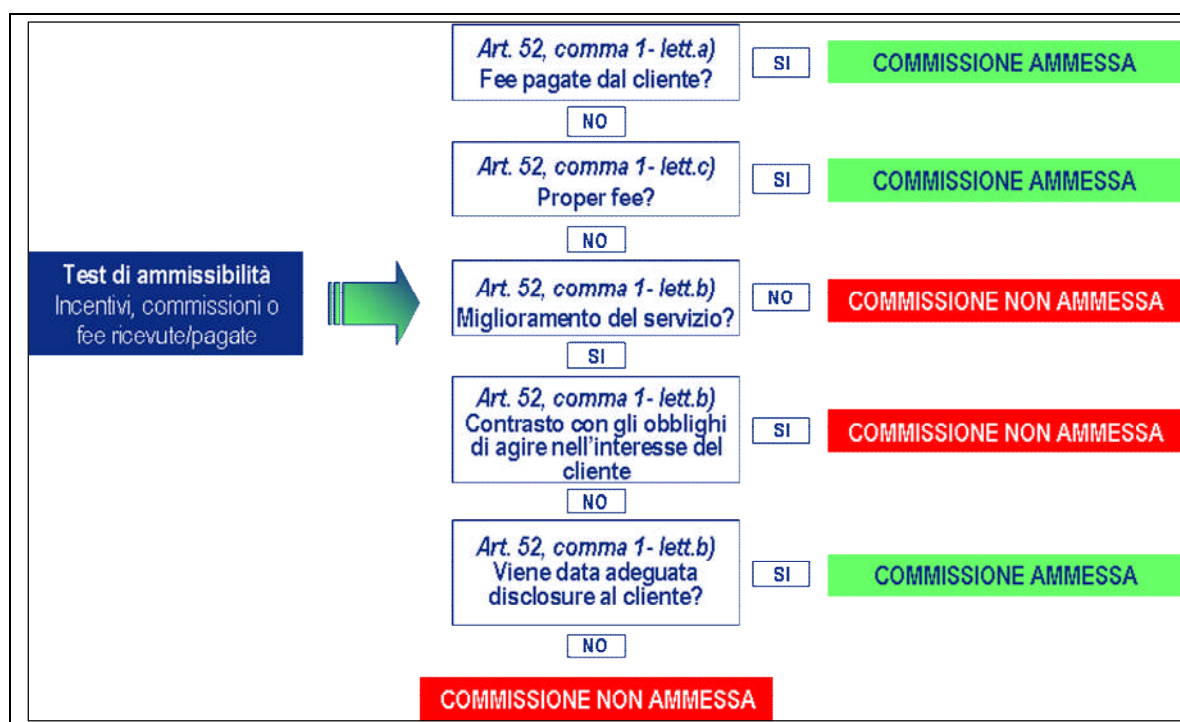 Art. 52, comma 1- lett.a)
Fee pagate dal cliente?
SI
COMMISSIONE AMMESSA
NO
Art. 52, comma 1- lett.c)
Proper fee?
SI
COMMISSIONE AMMESSA
NO
Test di ammissibilità
Incentivi, commissioni o
fee ricevute/pagate
Art. 52, comma 1- lett.b)
Miglioramento del servizio?
NO
COMMISSIONE NON AMMESSA
SI
Art. 52, comma 1- lett.b)
Contrasto con gli obblighi
di agire nell'interesse del
cliente
SI
COMMISSIONE NON AMMESSA
NO
Art. 52, comma 1- lett.b)
Viene data adeguata
disclosure al cliente?
SI
COMMISSIONE AMMESSA
NO
COMMISSIONE NON AMMESSA